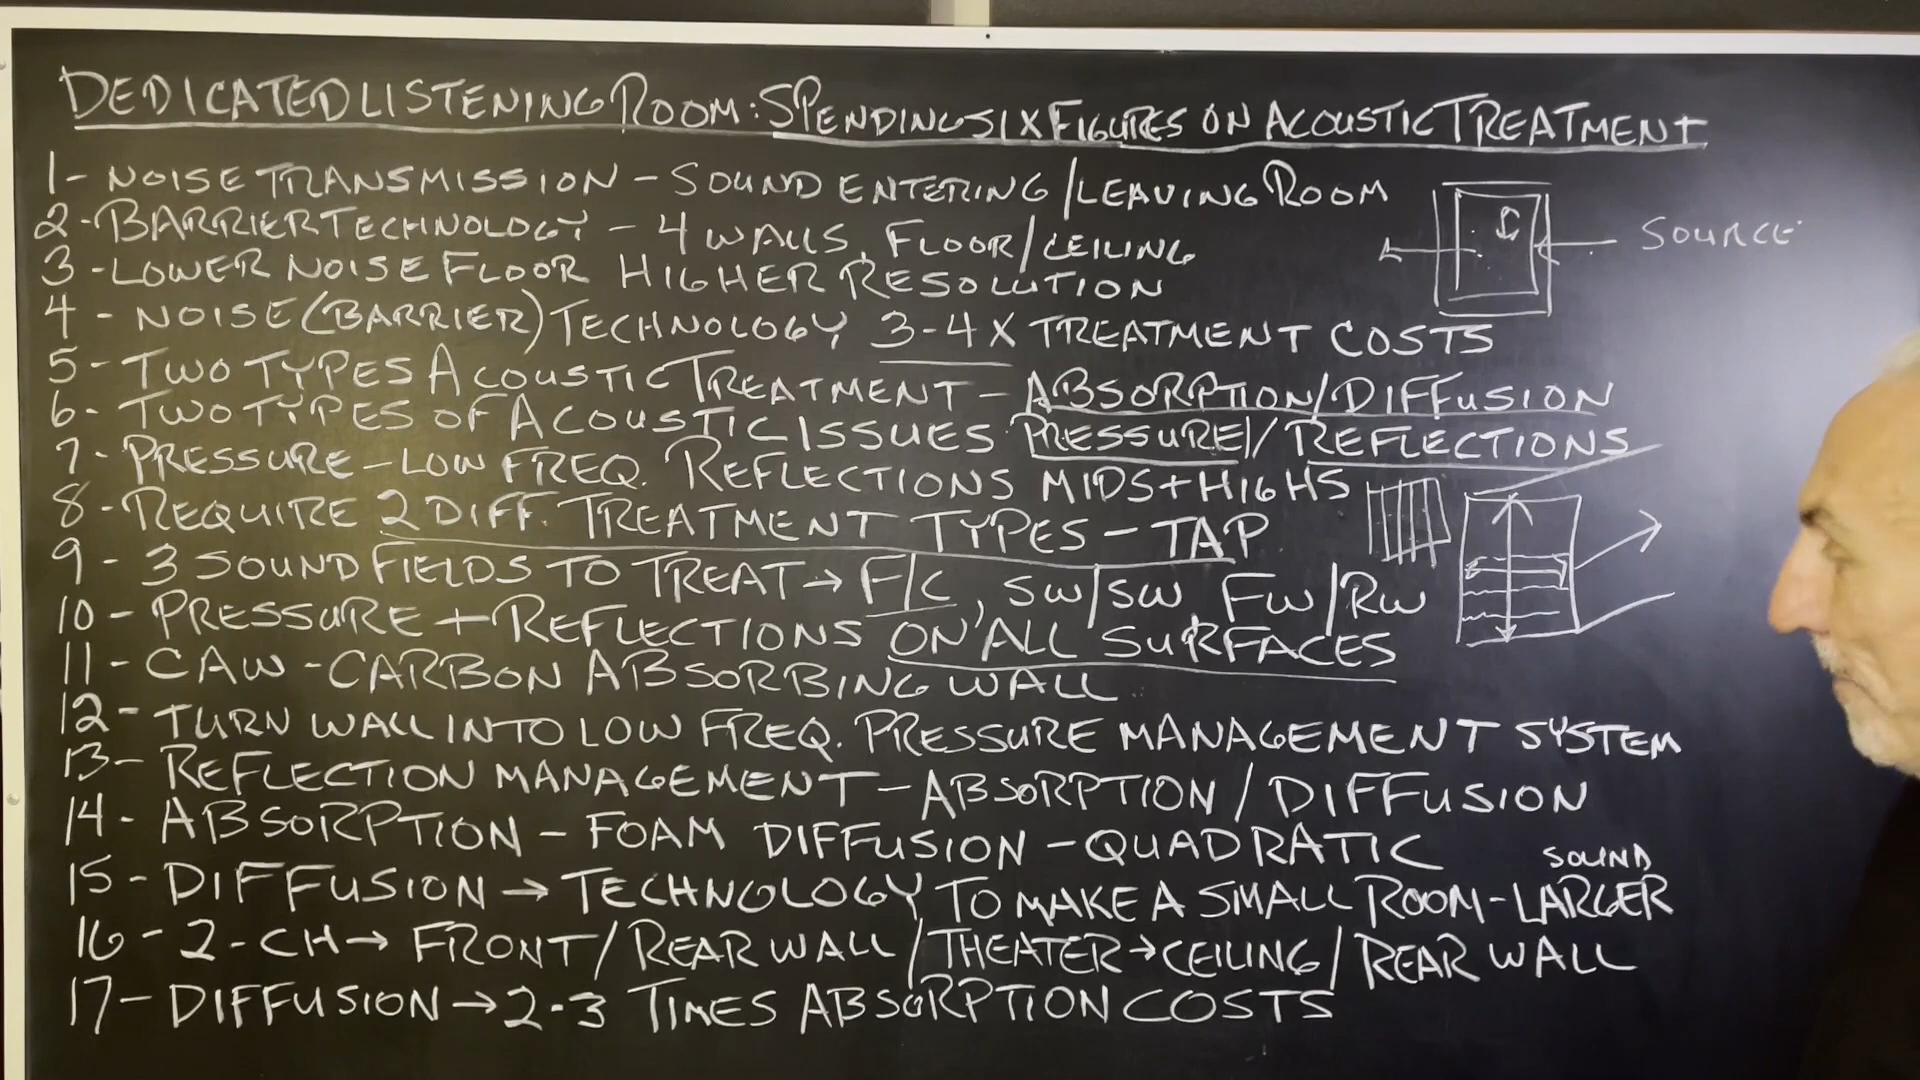 DEDICATED LISTENING ROOM: SPENDING SIX FIGURES ON ACOUSTIC TREATMENT
1- NOISE TRANSMISSION - SOUND ENTERING/LEAVING ROOM
2- BARRIER TECHNOLOGY - 4 WALLS, FLOOR/CEILING
SOURCE
3- LOWER NOISE FLOOR HIGHER RESOLUTION
4- NOISE (BARRIER) TECHNOLOGY 3-4X TREATMENT COSTS
5- TWO TYPES ACOUSTIC TREATMENT - ABSORPTION/DIFFUSION
6- TWO TYPES OF ACOUSTIC ISSUES PRESSURE/REFLECTIONS
7- PRESSURE - LOW FREQ. REFLECTIONS MIDS+HIGHS
8- REQUIRE 2 DIFF. TREATMENT TYPES - TAP
9- 3 SOUND FIELDS TO TREAT → F/C, SW/SW, FW/RW
10- PRESSURE + REFLECTIONS ON ALL SURFACES
11- CAW - CARBON ABSORBING WALL
12- TURN WALL INTO LOW FREQ. PRESSURE MANAGEMENT SYSTEM
13- REFLECTION MANAGEMENT - ABSORPTION/DIFFUSION
14- ABSORPTION - FOAM DIFFUSION - QUADRATIC
SOUND
15- DIFFUSION → TECHNOLOGY TO MAKE A SMALL ROOM - LARGER
16- 2-CH → FRONT/REAR WALL/THEATER → CEILING/REAR WALL
17- DIFFUSION → 2-3 TIMES ABSORPTION COSTS